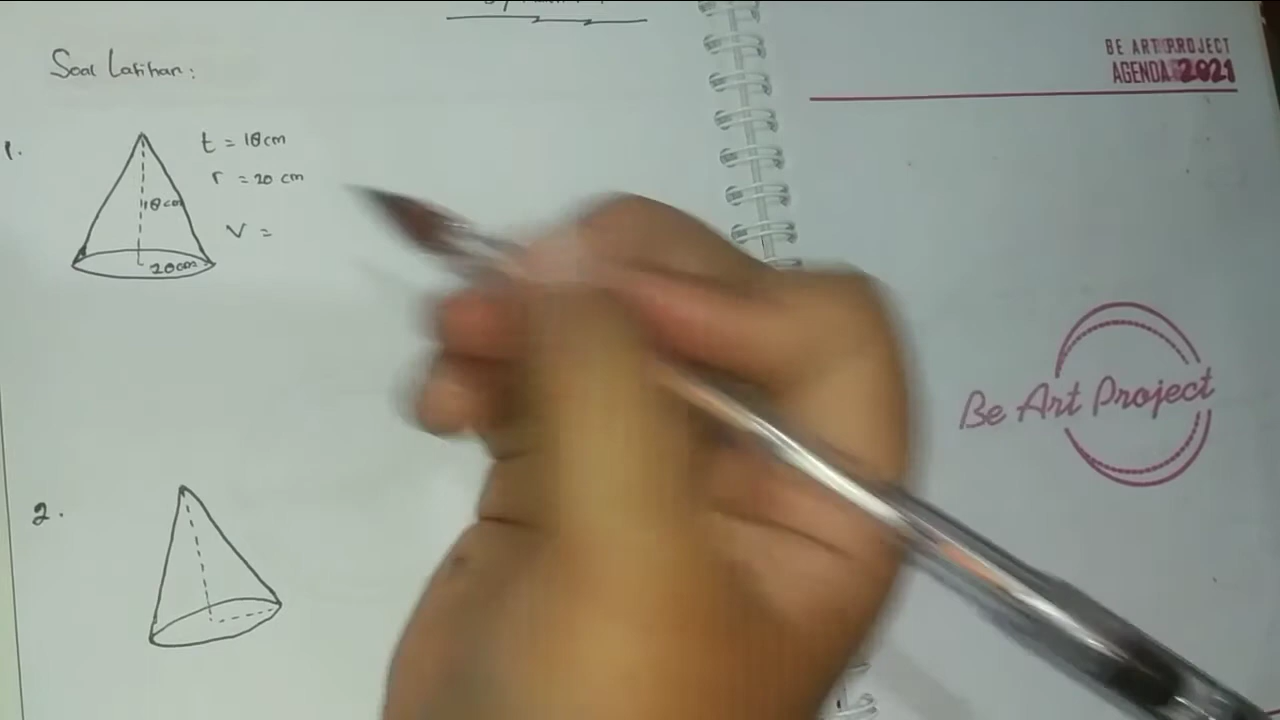 Soal Latihan :
1.
t = 18 cm
r = 20 cm
18 cm
V =
20 cm
2.
BE ART PROJECT
AGENDA 2021
Be Art Project